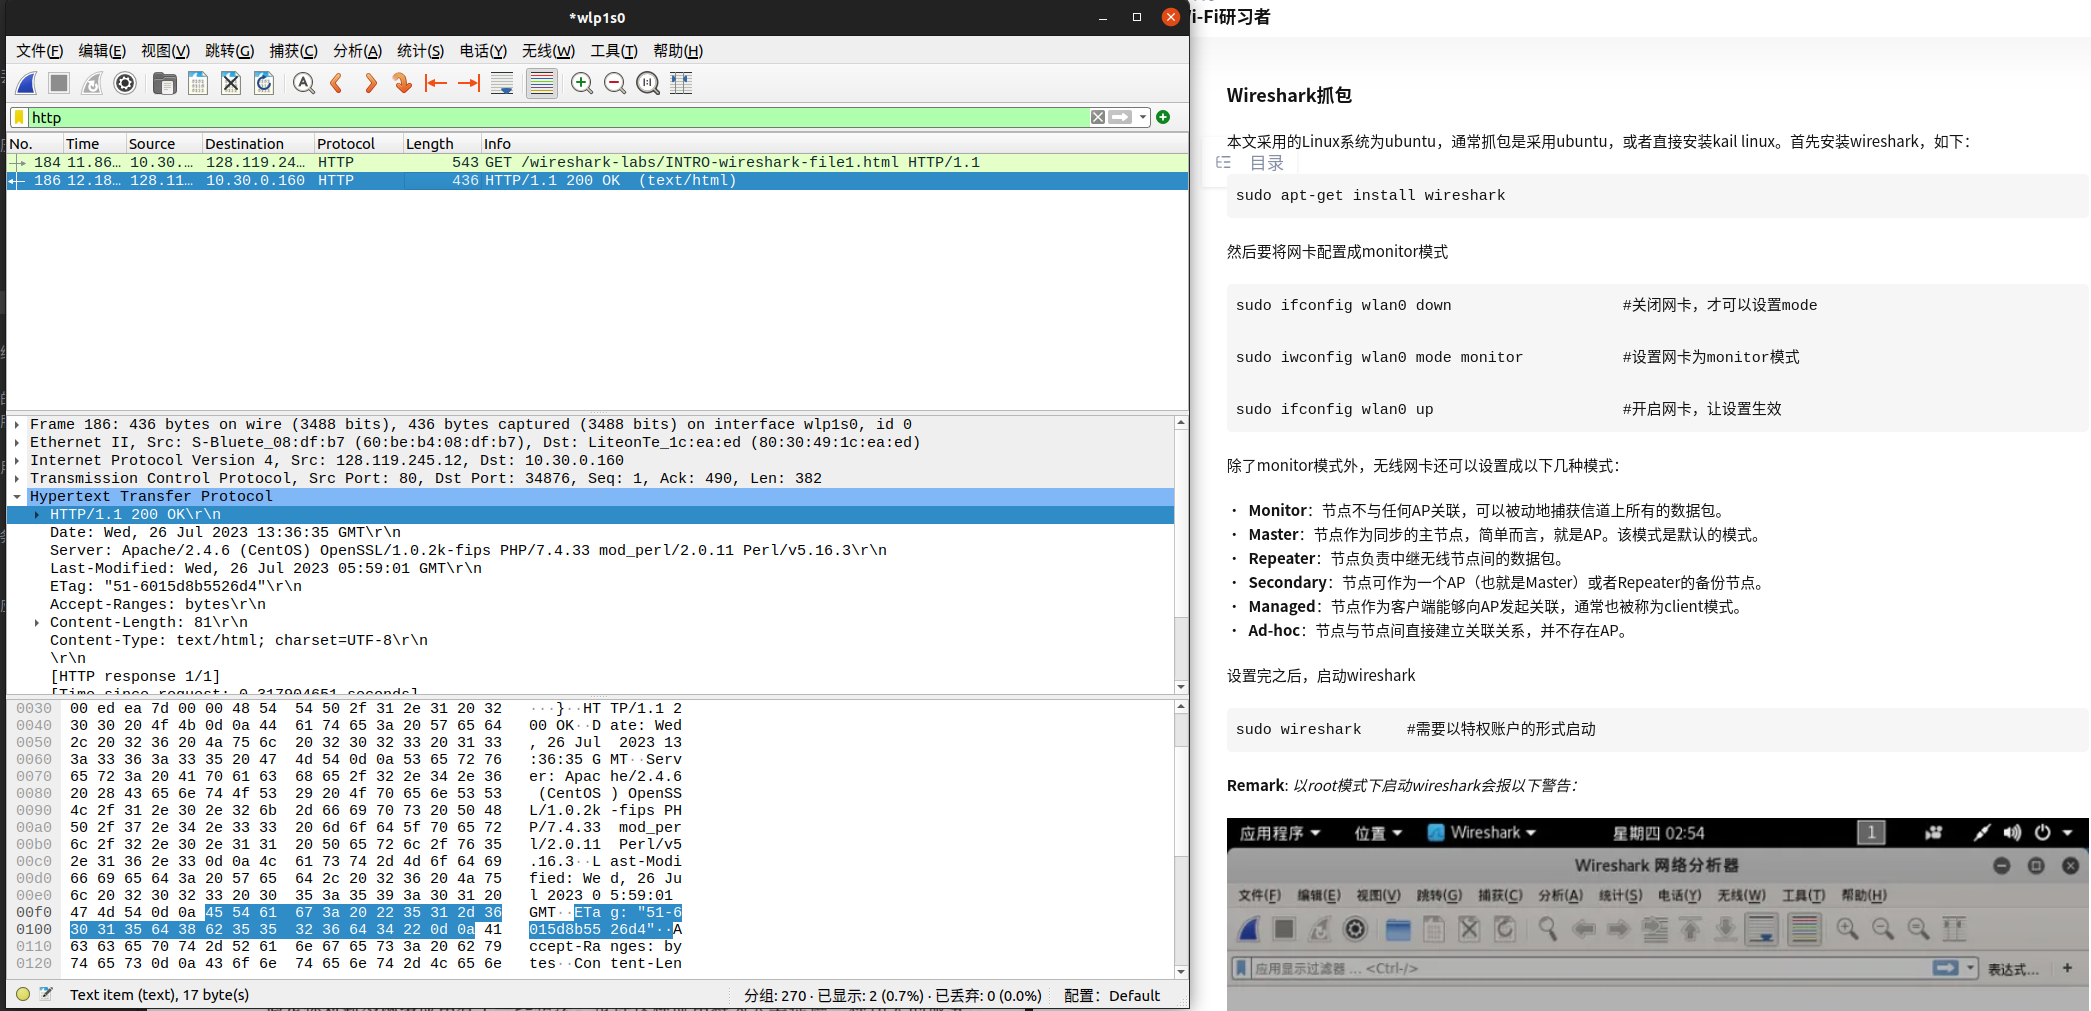 *wlp1s0
文件(F) 编辑(E) 视图(V) 跳转(G) 捕获(C) 分析(A) 统计(S) 电话(Y) 无线(W) 工具(T) 帮助(H)
http
No. Time Source Destination Protocol Length Info
184 11.86… 10.30.… 128.119.24… HTTP 543 GET /wireshark-labs/INTRO-wireshark-file1.html HTTP/1.1
186 12.18… 128.11… 10.30.0.160 HTTP 436 HTTP/1.1 200 OK (text/html)
Frame 186: 436 bytes on wire (3488 bits), 436 bytes captured (3488 bits) on interface wlp1s0, id 0
Ethernet II, Src: S-Bluete_08:df:b7 (60:be:b4:08:df:b7), Dst: LiteonTe_1c:ea:ed (80:30:49:1c:ea:ed)
Internet Protocol Version 4, Src: 128.119.245.12, Dst: 10.30.0.160
Transmission Control Protocol, Src Port: 80, Dst Port: 34876, Seq: 1, Ack: 490, Len: 382
Hypertext Transfer Protocol
HTTP/1.1 200 OK\r\n
Date: Wed, 26 Jul 2023 13:36:35 GMT\r\n
Server: Apache/2.4.6 (CentOS) OpenSSL/1.0.2k-fips PHP/7.4.33 mod_perl/2.0.11 Perl/v5.16.3\r\n
Last-Modified: Wed, 26 Jul 2023 05:59:01 GMT\r\n
ETag: "51-6015d8b5526d4"\r\n
Accept-Ranges: bytes\r\n
Content-Length: 81\r\n
Content-Type: text/html; charset=UTF-8\r\n
\r\n
[HTTP response 1/1]
[Time since request: 0.317904651 seconds]
0030 00 ed ea 7d 00 00 48 54 54 50 2f 31 2e 31 20 32 ···}··HT TP/1.1 2
0040 30 30 20 4f 4b 0d 0a 44 61 74 65 3a 20 57 65 64 00 OK··D ate: Wed
0050 2c 20 32 36 20 4a 75 6c 20 32 30 32 33 20 31 33 , 26 Jul 2023 13
0060 3a 33 36 3a 33 35 20 47 4d 54 0d 0a 53 65 72 76 :36:35 G MT··Serv
0070 65 72 3a 20 41 70 61 63 68 65 2f 32 2e 34 2e 36 er: Apac he/2.4.6
0080 20 28 43 65 6e 74 4f 53 29 20 4f 70 65 6e 53 53 (CentOS ) OpenSS
0090 4c 2f 31 2e 30 2e 32 6b 2d 66 69 70 73 20 50 48 L/1.0.2k -fips PH
00a0 50 2f 37 2e 34 2e 33 33 20 6d 6f 64 5f 70 65 72 P/7.4.33 mod_per
00b0 6c 2f 32 2e 30 2e 31 31 20 50 65 72 6c 2f 76 35 l/2.0.11 Perl/v5
00c0 2e 31 36 2e 33 0d 0a 4c 61 73 74 2d 4d 6f 64 69 .16.3··L ast-Modi
00d0 66 69 65 64 3a 20 57 65 64 2c 20 32 36 20 4a 75 fied: We d, 26 Ju
00e0 6c 20 32 30 32 33 20 30 35 3a 35 39 3a 30 31 20 l 2023 0 5:59:01
00f0 47 4d 54 0d 0a 45 54 61 67 3a 20 22 35 31 2d 36 GMT··ETa g: "51-6
0100 30 31 35 64 38 62 35 35 32 36 64 34 22 0d 0a 41 015d8b55 26d4"··A
0110 63 63 65 70 74 2d 52 61 6e 67 65 73 3a 20 62 79 ccept-Ra nges: by
0120 74 65 73 0d 0a 43 6f 6e 74 65 6e 74 2d 4c 65 6e tes··Con tent-Len
Text item (text), 17 byte(s) 分组: 270 · 已显示: 2 (0.7%) · 已丢弃: 0 (0.0%) 配置: Default
i-Fi研习者
Wireshark抓包
本文采用的Linux系统为ubuntu，通常抓包是采用ubuntu，或者直接安装kail linux。首先安装wireshark，如下：
目录
sudo apt-get install wireshark
然后要将网卡配置成monitor模式
sudo ifconfig wlan0 down #关闭网卡，才可以设置mode
sudo iwconfig wlan0 mode monitor #设置网卡为monitor模式
sudo ifconfig wlan0 up #开启网卡，让设置生效
除了monitor模式外，无线网卡还可以设置成以下几种模式：
· Monitor：节点不与任何AP关联，可以被动地捕获信道上所有的数据包。
· Master：节点作为同步的主节点，简单而言，就是AP。该模式是默认的模式。
· Repeater：节点负责中继无线节点间的数据包。
· Secondary：节点可作为一个AP（也就是Master）或者Repeater的备份节点。
· Managed：节点作为客户端能够向AP发起关联，通常也被称为client模式。
· Ad-hoc：节点与节点间直接建立关联关系，并不存在AP。
设置完之后，启动wireshark
sudo wireshark #需要以特权账户的形式启动
Remark: 以root模式下启动wireshark会报以下警告：
应用程序 位置 Wireshark 星期四 02:54 1
Wireshark 网络分析器
文件(F) 编辑(E) 视图(V) 跳转(G) 捕获(C) 分析(A) 统计(S) 电话(Y) 无线(W) 工具(T) 帮助(H)
应用显示过滤器 ... <Ctrl-/> 表达式... +